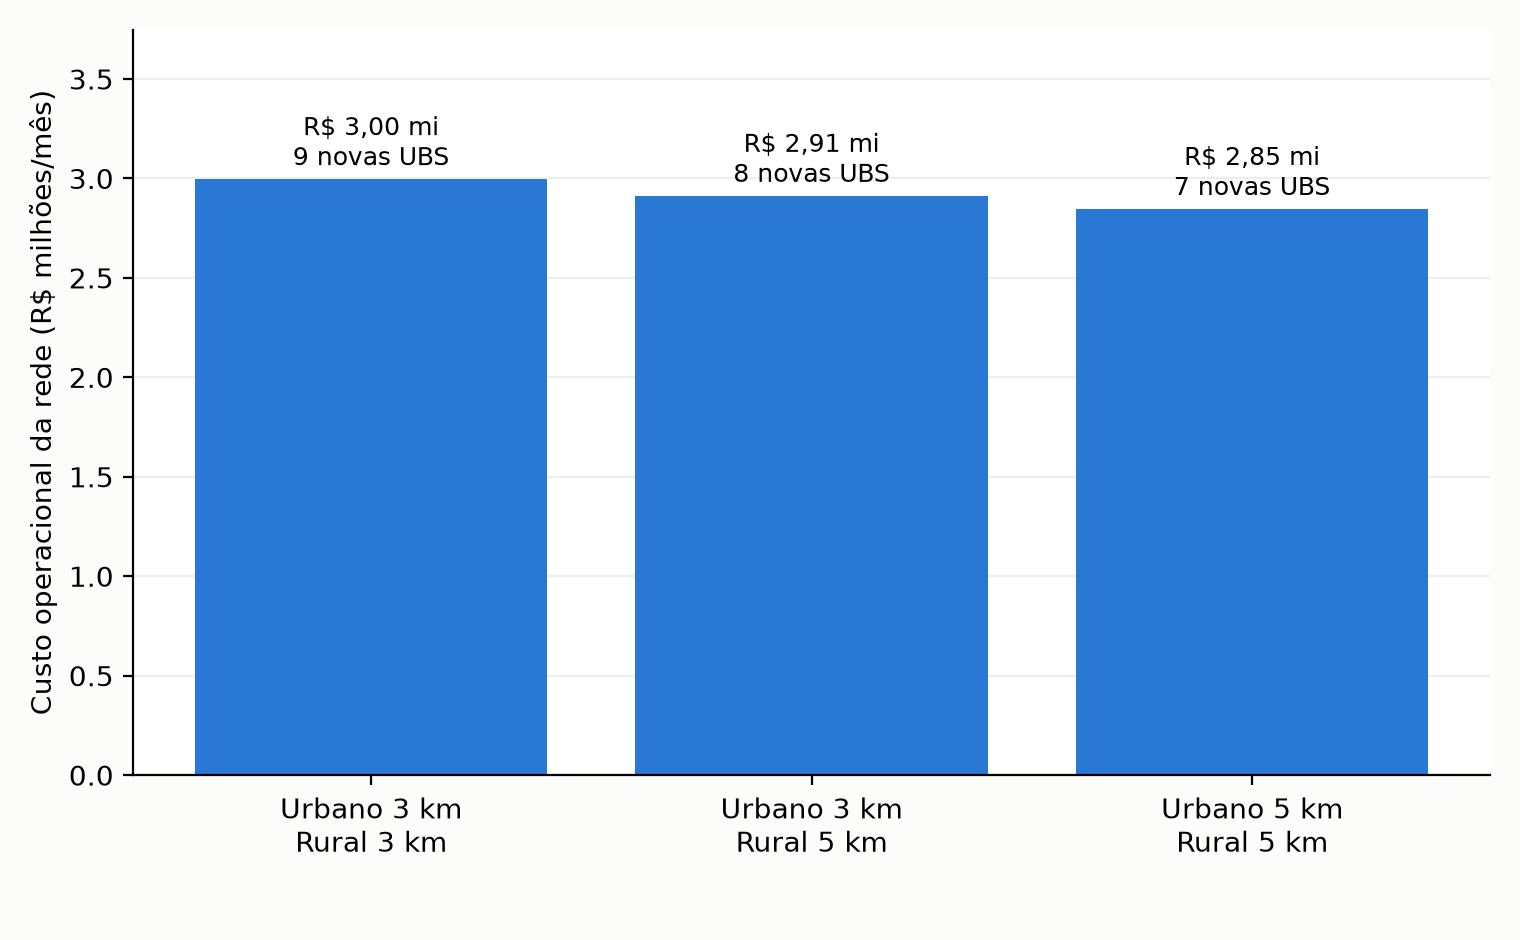 Custo operacional da rede (R$ milhões/mês)
3.5
3.0
2.5
2.0
1.5
1.0
0.5
0.0
R$ 3,00 mi
9 novas UBS
R$ 2,91 mi
8 novas UBS
R$ 2,85 mi
7 novas UBS
Urbano 3 km
Rural 3 km
Urbano 3 km
Rural 5 km
Urbano 5 km
Rural 5 km